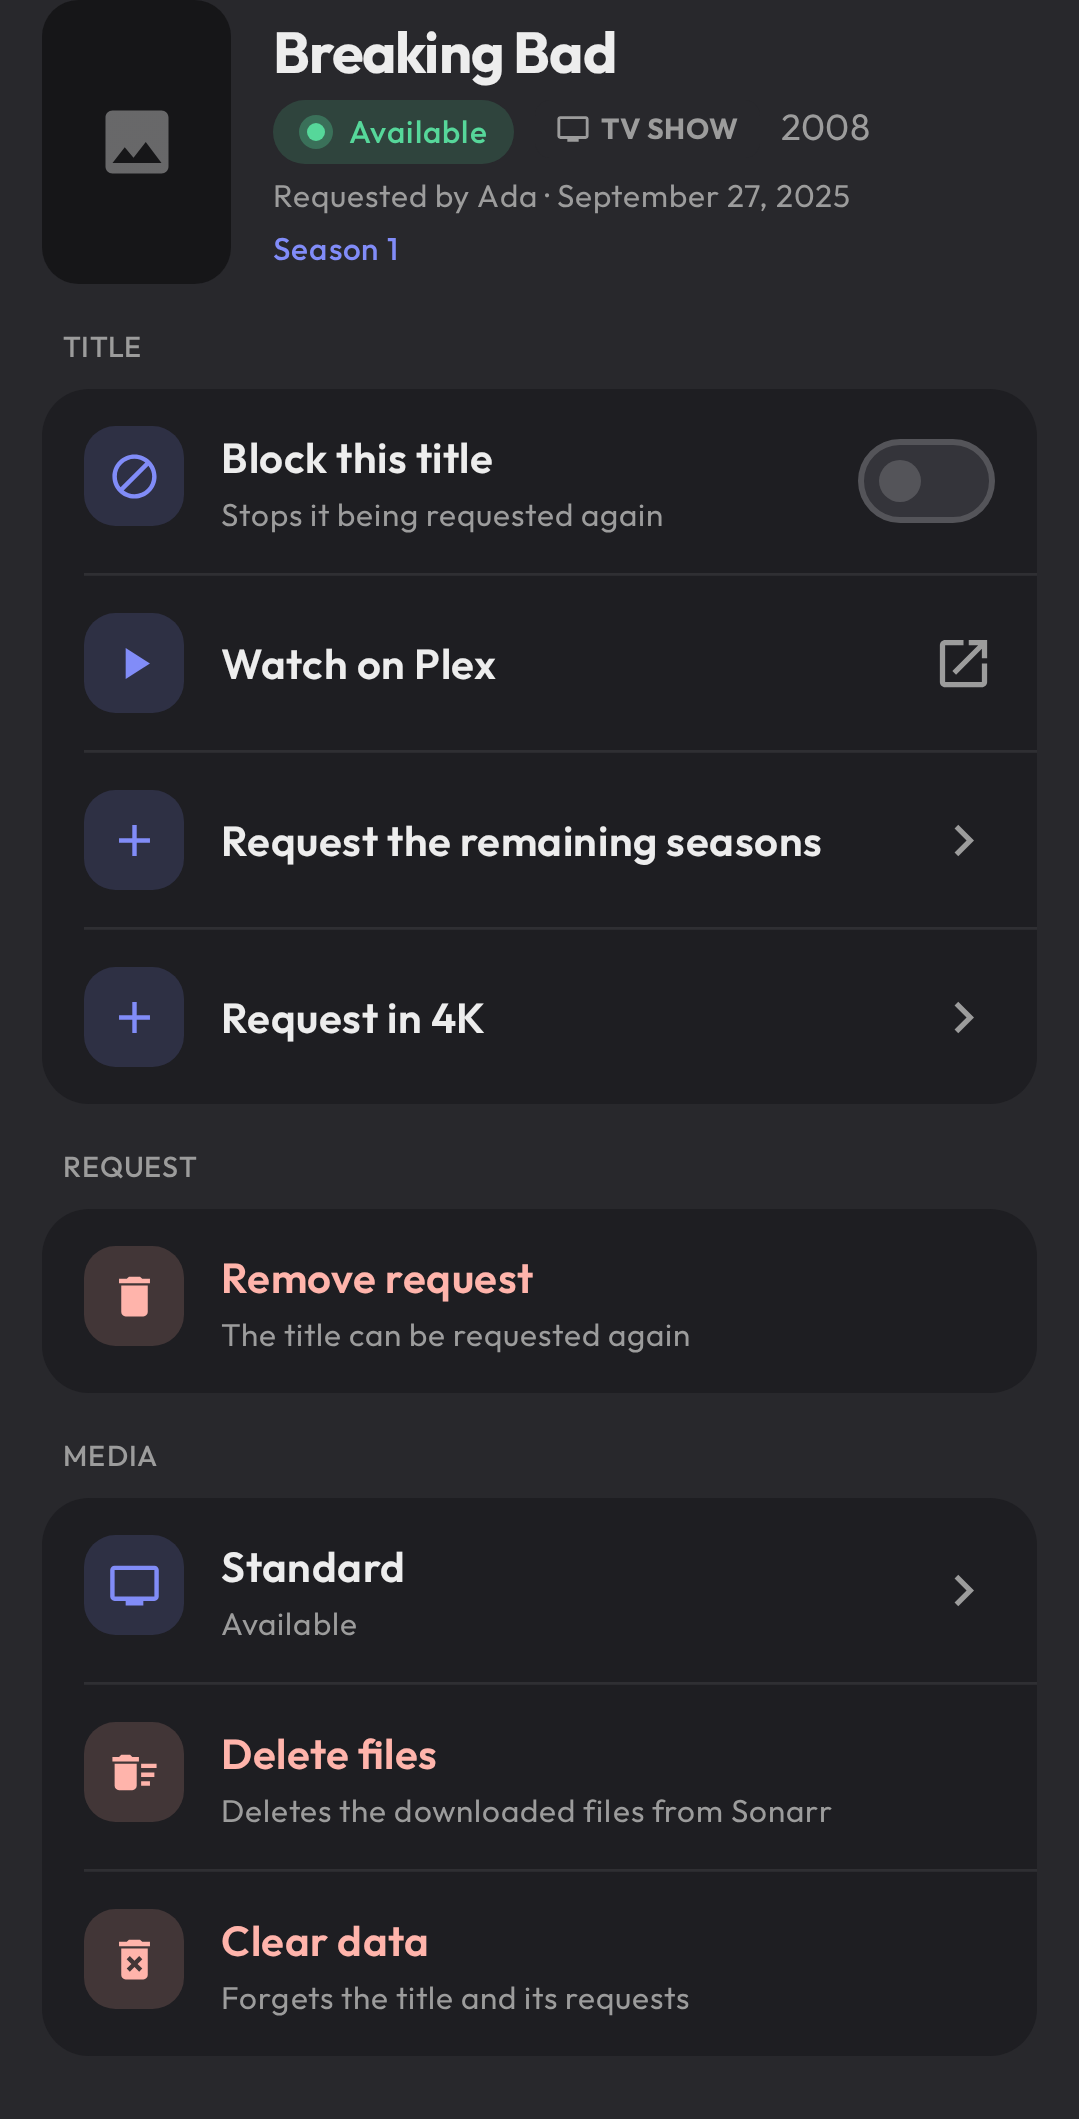 Breaking Bad
Available TV SHOW 2008
Requested by Ada · September 27, 2025
Season 1
TITLE
Block this title
Stops it being requested again
Watch on Plex
Request the remaining seasons
Request in 4K
REQUEST
Remove request
The title can be requested again
MEDIA
Standard
Available
Delete files
Deletes the downloaded files from Sonarr
Clear data
Forgets the title and its requests